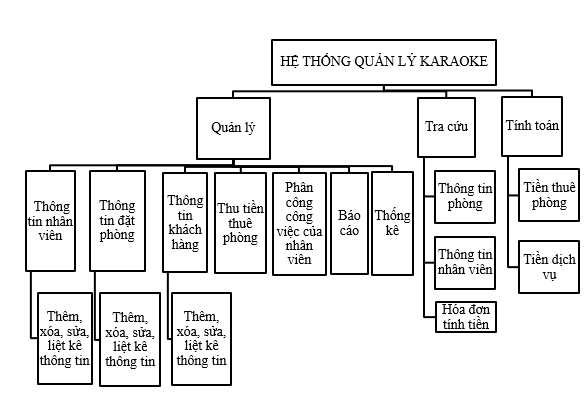 HỆ THỐNG QUẢN LÝ KARAOKE
Quản lý
Tra cứu
Tính toán
Thông
tin nhân
viên
Thông
tin đặt
phòng
Thông
tin
khách
hàng
Thu tiền
thuê
phòng
Phân
công
công
việc của
nhân
viên
Báo
cáo
Thống
kê
Thông tin
phòng
Tiền thuê
phòng
Thông tin
nhân viên
Tiền dịch
vụ
Hóa đơn
tính tiền
Thêm,
xóa, sửa,
liệt kê
thông tin
Thêm,
xóa, sửa,
liệt kê
thông tin
Thêm,
xóa, sửa,
liệt kê
thông tin